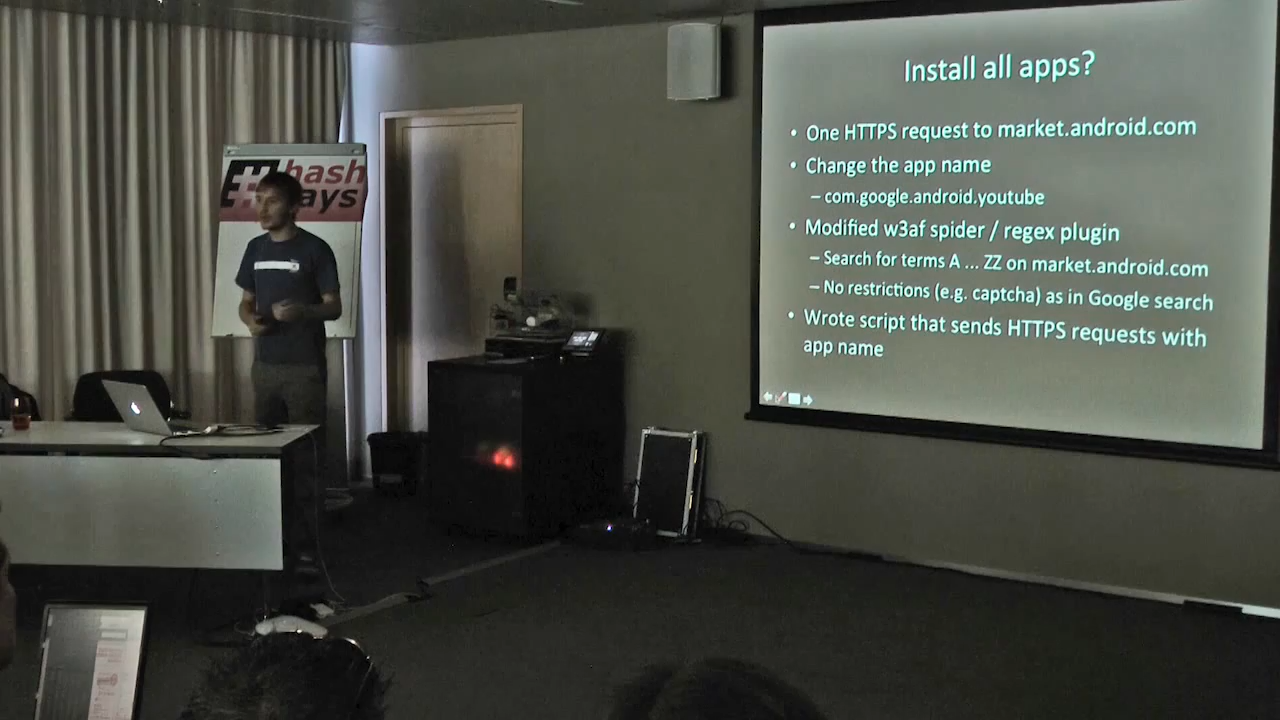 # hash
days
Install all apps?
• One HTTPS request to market.android.com
• Change the app name
– com.google.android.youtube
• Modified w3af spider / regex plugin
– Search for terms A ... ZZ on market.android.com
– No restrictions (e.g. captcha) as in Google search
• Wrote script that sends HTTPS requests with
app name